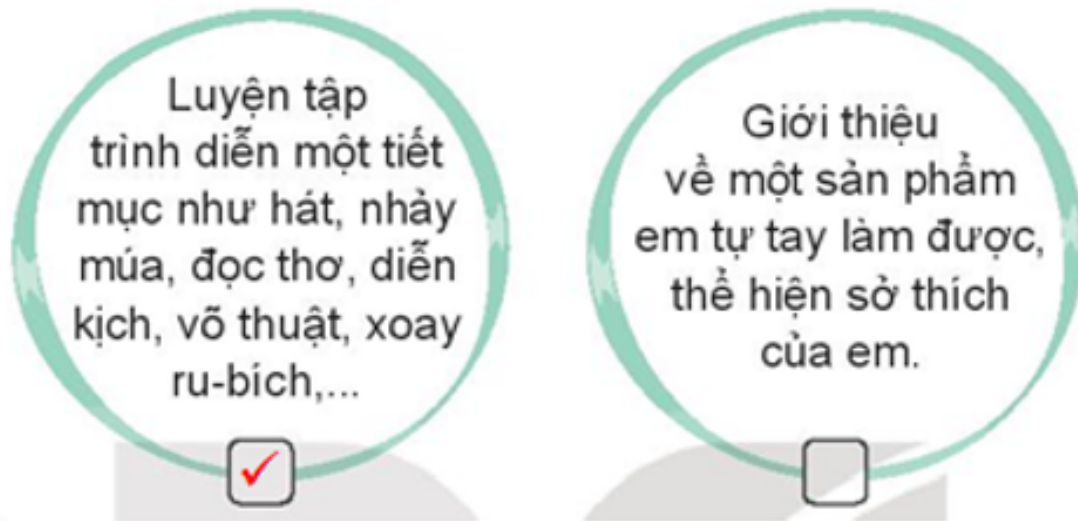 Luyện tập
trình diễn một tiết
mục như hát, nhảy
múa, đọc thơ, diễn
kịch, võ thuật, xoay
ru-bích,...
Giới thiệu
về một sản phẩm
em tự tay làm được,
thể hiện sở thích
của em.